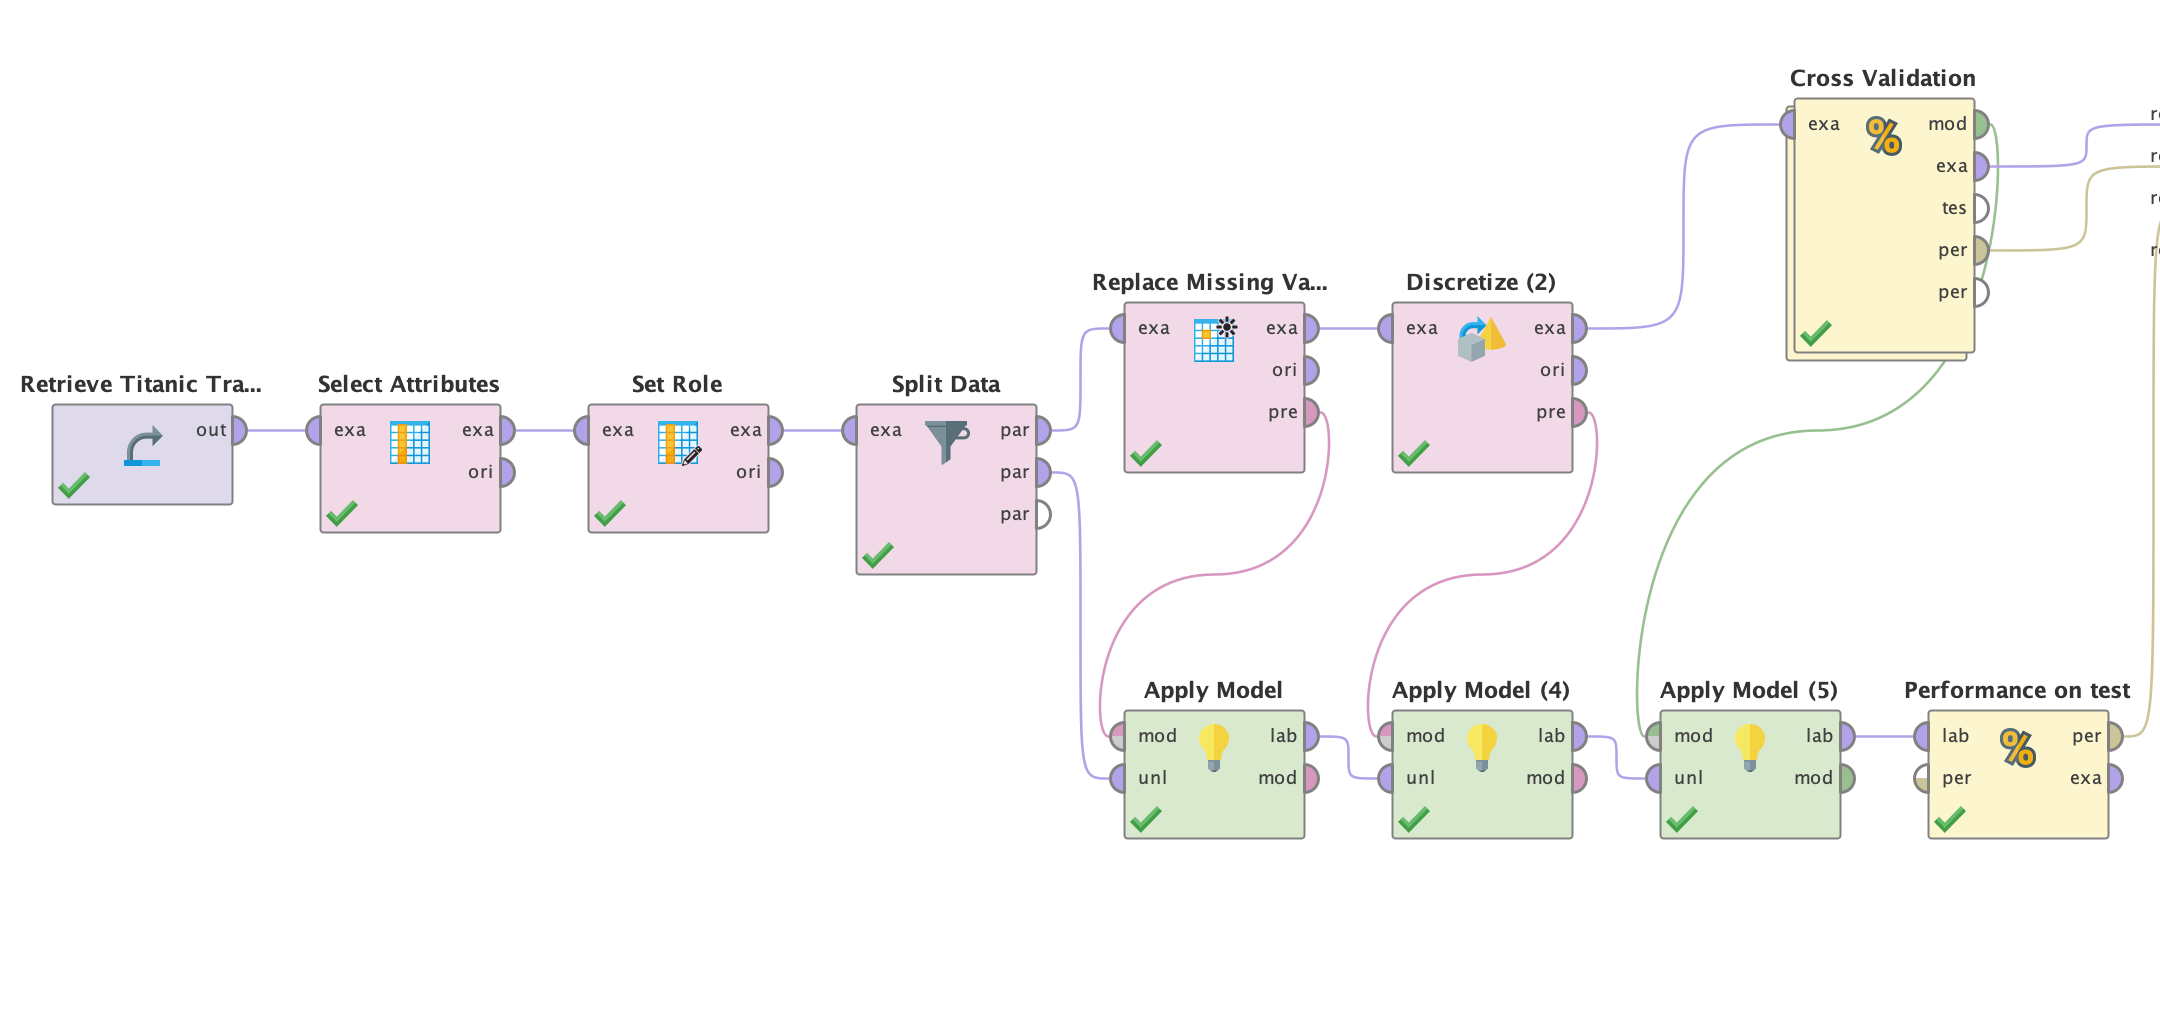 Cross Validation
exa
mod
exa
tes
per
per
Replace Missing Va...
exa
exa
ori
pre
Discretize (2)
exa
exa
ori
pre
Retrieve Titanic Tra...
out
Select Attributes
exa
exa
ori
Set Role
exa
exa
ori
Split Data
exa
par
par
par
Apply Model
mod
lab
unl
mod
Apply Model (4)
mod
lab
unl
mod
Apply Model (5)
mod
lab
unl
mod
Performance on test
lab
per
per
exa